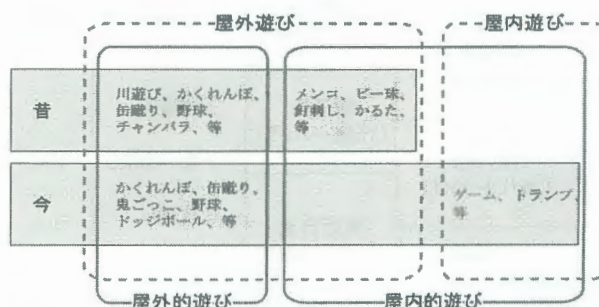 屋外遊び
屋内遊び
昔
川遊び、かくれんぼ、
缶蹴り、野球、
チャンバラ、等
メンコ、ビー球、
釘刺し、かるた、
等
今
かくれんぼ、缶蹴り、
鬼ごっこ、野球、
ドッジボール、等
ゲーム、トランプ、
等
屋外的遊び
屋内的遊び